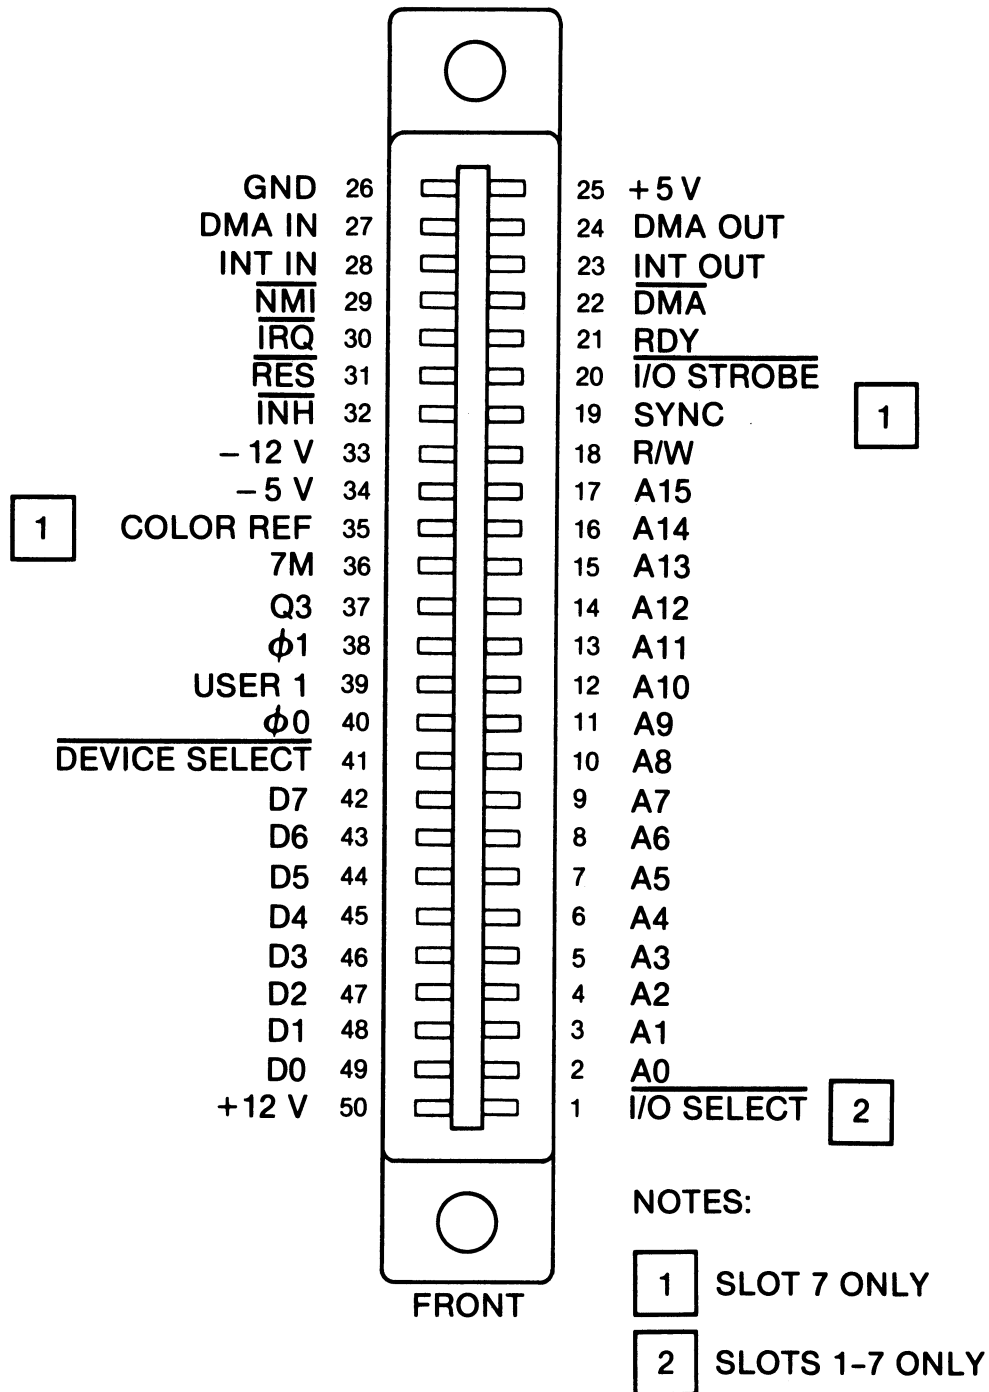 GND 26 25 +5 V
DMA IN 27 24 DMA OUT
INT IN 28 23 INT OUT
NMI 29 22 DMA
IRQ 30 21 RDY
RES 31 20 I/O STROBE
INH 32 19 SYNC 1
–12 V 33 18 R/W
–5 V 34 17 A15
1 COLOR REF 35 16 A14
7M 36 15 A13
Q3 37 14 A12
ϕ1 38 13 A11
USER 1 39 12 A10
ϕ0 40 11 A9
DEVICE SELECT 41 10 A8
D7 42 9 A7
D6 43 8 A6
D5 44 7 A5
D4 45 6 A4
D3 46 5 A3
D2 47 4 A2
D1 48 3 A1
D0 49 2 A0
+12 V 50 1 I/O SELECT 2
FRONT
NOTES:
1 SLOT 7 ONLY
2 SLOTS 1–7 ONLY